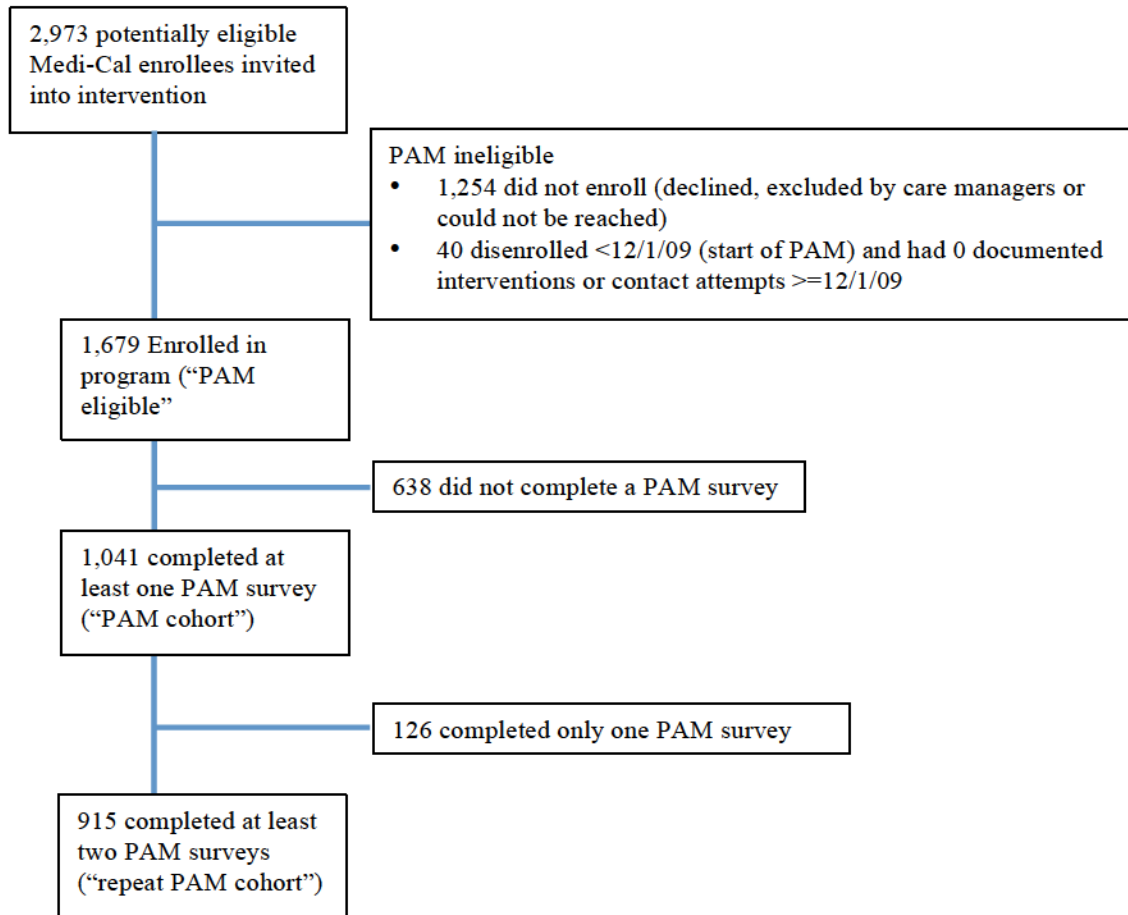 2,973 potentially eligible
Medi-Cal enrollees invited
into intervention
PAM ineligible
• 1,254 did not enroll (declined, excluded by care managers or
could not be reached)
• 40 disenrolled <12/1/09 (start of PAM) and had 0 documented
interventions or contact attempts >=12/1/09
1,679 Enrolled in
program (“PAM
eligible”
638 did not complete a PAM survey
1,041 completed at
least one PAM survey
(“PAM cohort”)
126 completed only one PAM survey
915 completed at least
two PAM surveys
(“repeat PAM cohort”)